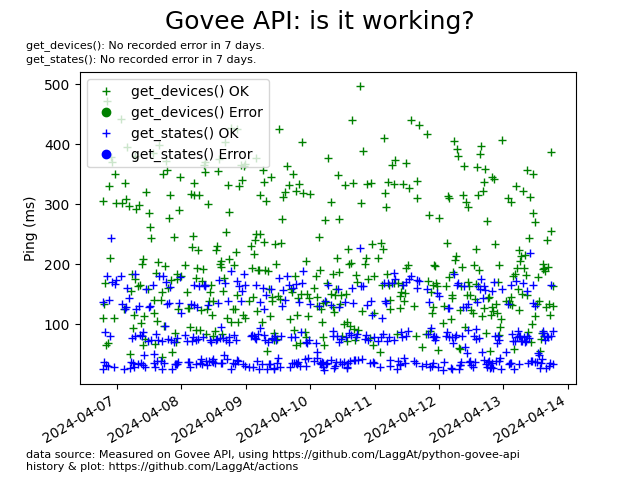 Govee API: is it working?
get_devices(): No recorded error in 7 days.
get_states(): No recorded error in 7 days.
get_devices() OK
get_devices() Error
get_states() OK
get_states() Error
Ping (ms)
500
400
300
200
100
2024-04-07
2024-04-08
2024-04-09
2024-04-10
2024-04-11
2024-04-12
2024-04-13
2024-04-14
data source: Measured on Govee API, using https://github.com/LaggAt/python-govee-api
history & plot: https://github.com/LaggAt/actions